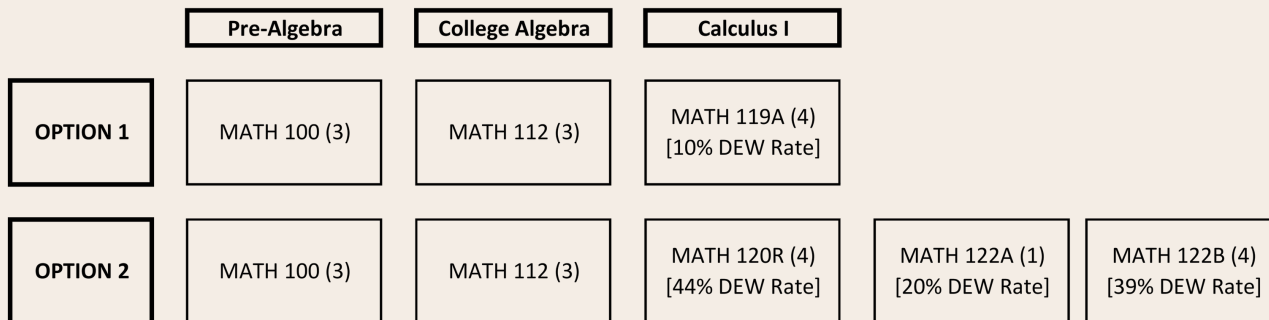 Pre-Algebra
College Algebra
Calculus I
OPTION 1
MATH 100 (3)
MATH 112 (3)
MATH 119A (4)
[10% DEW Rate]
OPTION 2
MATH 100 (3)
MATH 112 (3)
MATH 120R (4)
[44% DEW Rate]
MATH 122A (1)
[20% DEW Rate]
MATH 122B (4)
[39% DEW Rate]